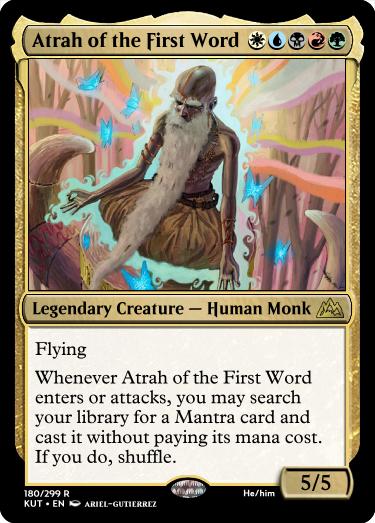 Atrah of the First Word
Legendary Creature — Human Monk
Flying
Whenever Atrah of the First Word
enters or attacks, you may search
your library for a Mantra card and
cast it without paying its mana cost.
If you do, shuffle.
5/5
180/299 R
He/him
KUT • EN ARIEL-GUTIERREZ